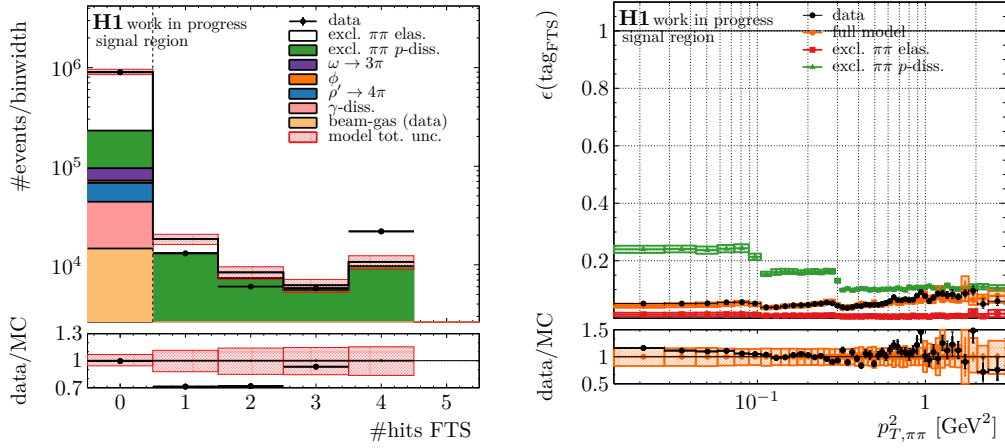 H1 work in progress
signal region
data
excl. ππ elas.
excl. ππ p-diss.
ω → 3π
ϕ
ρ′ → 4π
γ-diss.
beam-gas (data)
model tot. unc.
#events/binwidth
10^6
10^5
10^4
data/MC
1.3
1
0.7
0 1 2 3 4 5
#hits FTS
H1 work in progress
signal region
data
full model
excl. ππ elas.
excl. ππ p-diss.
ϵ(tag_FTS)
1
0.8
0.6
0.4
0.2
0
data/MC
1.5
1.0
0.5
10^−1 1
p^2_T,ππ [GeV^2]